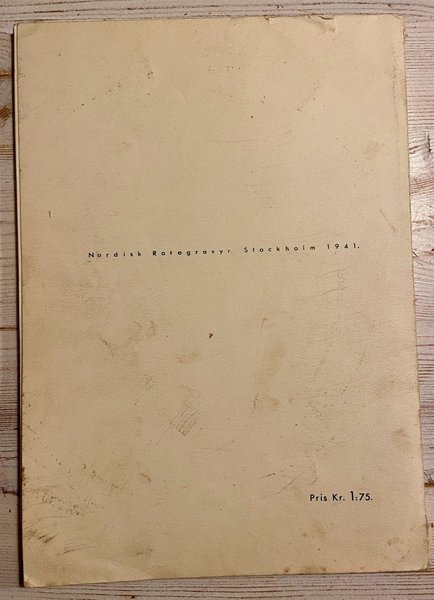 Nordisk Rotogravyr. Stockholm 1941.
Pris Kr. 1:75.